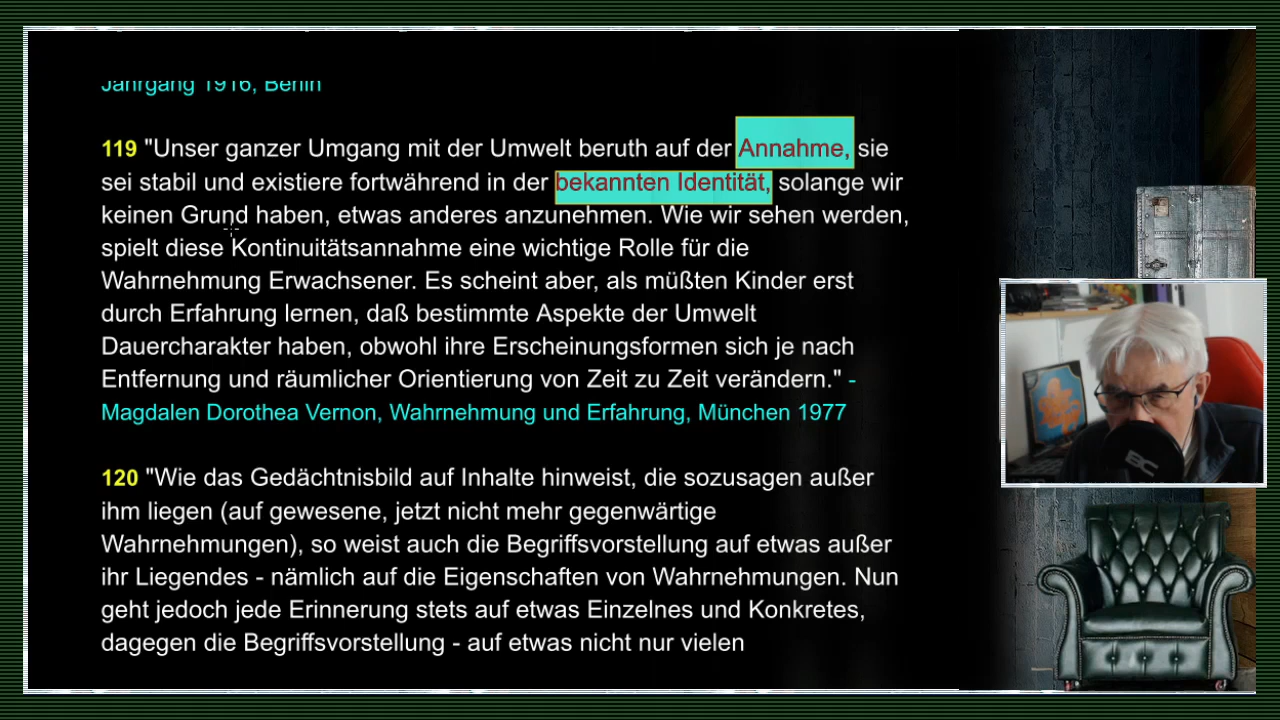 Jahrgang 1916, Berlin
119 "Unser ganzer Umgang mit der Umwelt beruth auf der Annahme, sie
sei stabil und existiere fortwährend in der bekannten Identität, solange wir
keinen Grund haben, etwas anderes anzunehmen. Wie wir sehen werden,
spielt diese Kontinuitätsannahme eine wichtige Rolle für die
Wahrnehmung Erwachsener. Es scheint aber, als müßten Kinder erst
durch Erfahrung lernen, daß bestimmte Aspekte der Umwelt
Dauercharakter haben, obwohl ihre Erscheinungsformen sich je nach
Entfernung und räumlicher Orientierung von Zeit zu Zeit verändern." -
Magdalen Dorothea Vernon, Wahrnehmung und Erfahrung, München 1977
120 "Wie das Gedächtnisbild auf Inhalte hinweist, die sozusagen außer
ihm liegen (auf gewesene, jetzt nicht mehr gegenwärtige
Wahrnehmungen), so weist auch die Begriffsvorstellung auf etwas außer
ihr Liegendes - nämlich auf die Eigenschaften von Wahrnehmungen. Nun
geht jedoch jede Erinnerung stets auf etwas Einzelnes und Konkretes,
dagegen die Begriffsvorstellung - auf etwas nicht nur vielen